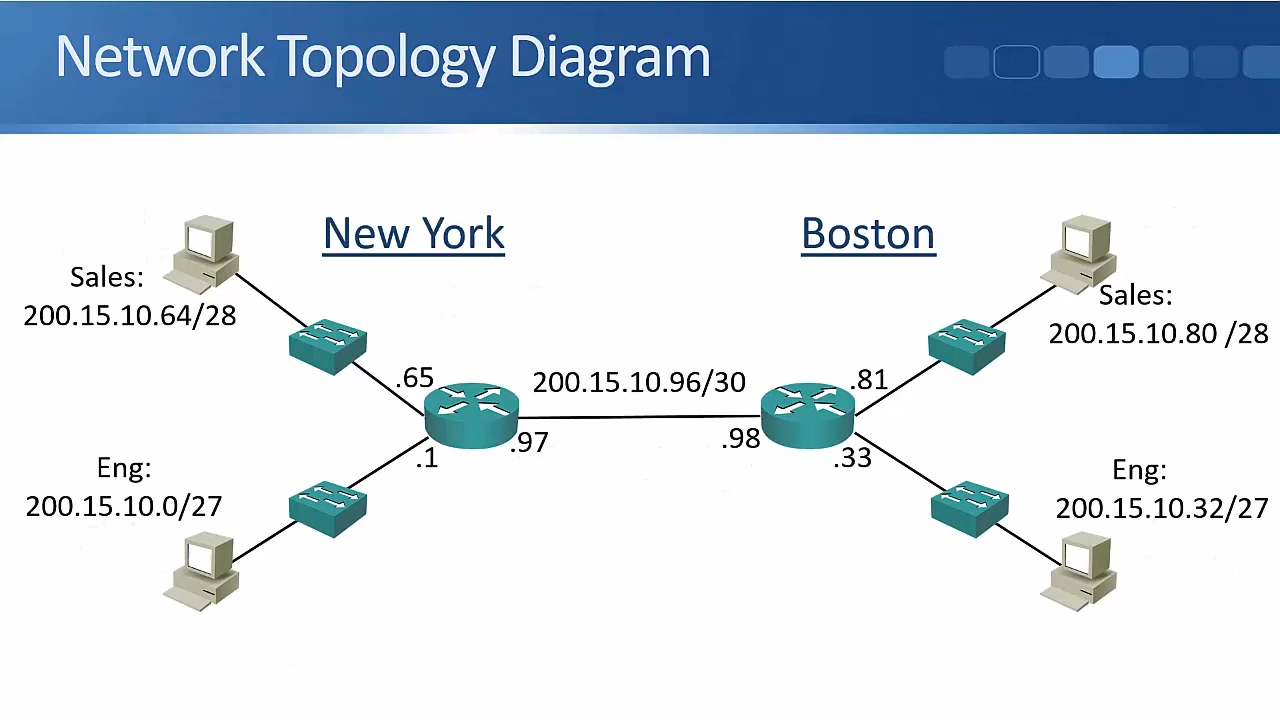 Network Topology Diagram
New York
Boston
Sales:
200.15.10.64/28
Sales:
200.15.10.80 /28
.65
200.15.10.96/30
.81
.97
.98
.1
.33
Eng:
200.15.10.0/27
Eng:
200.15.10.32/27